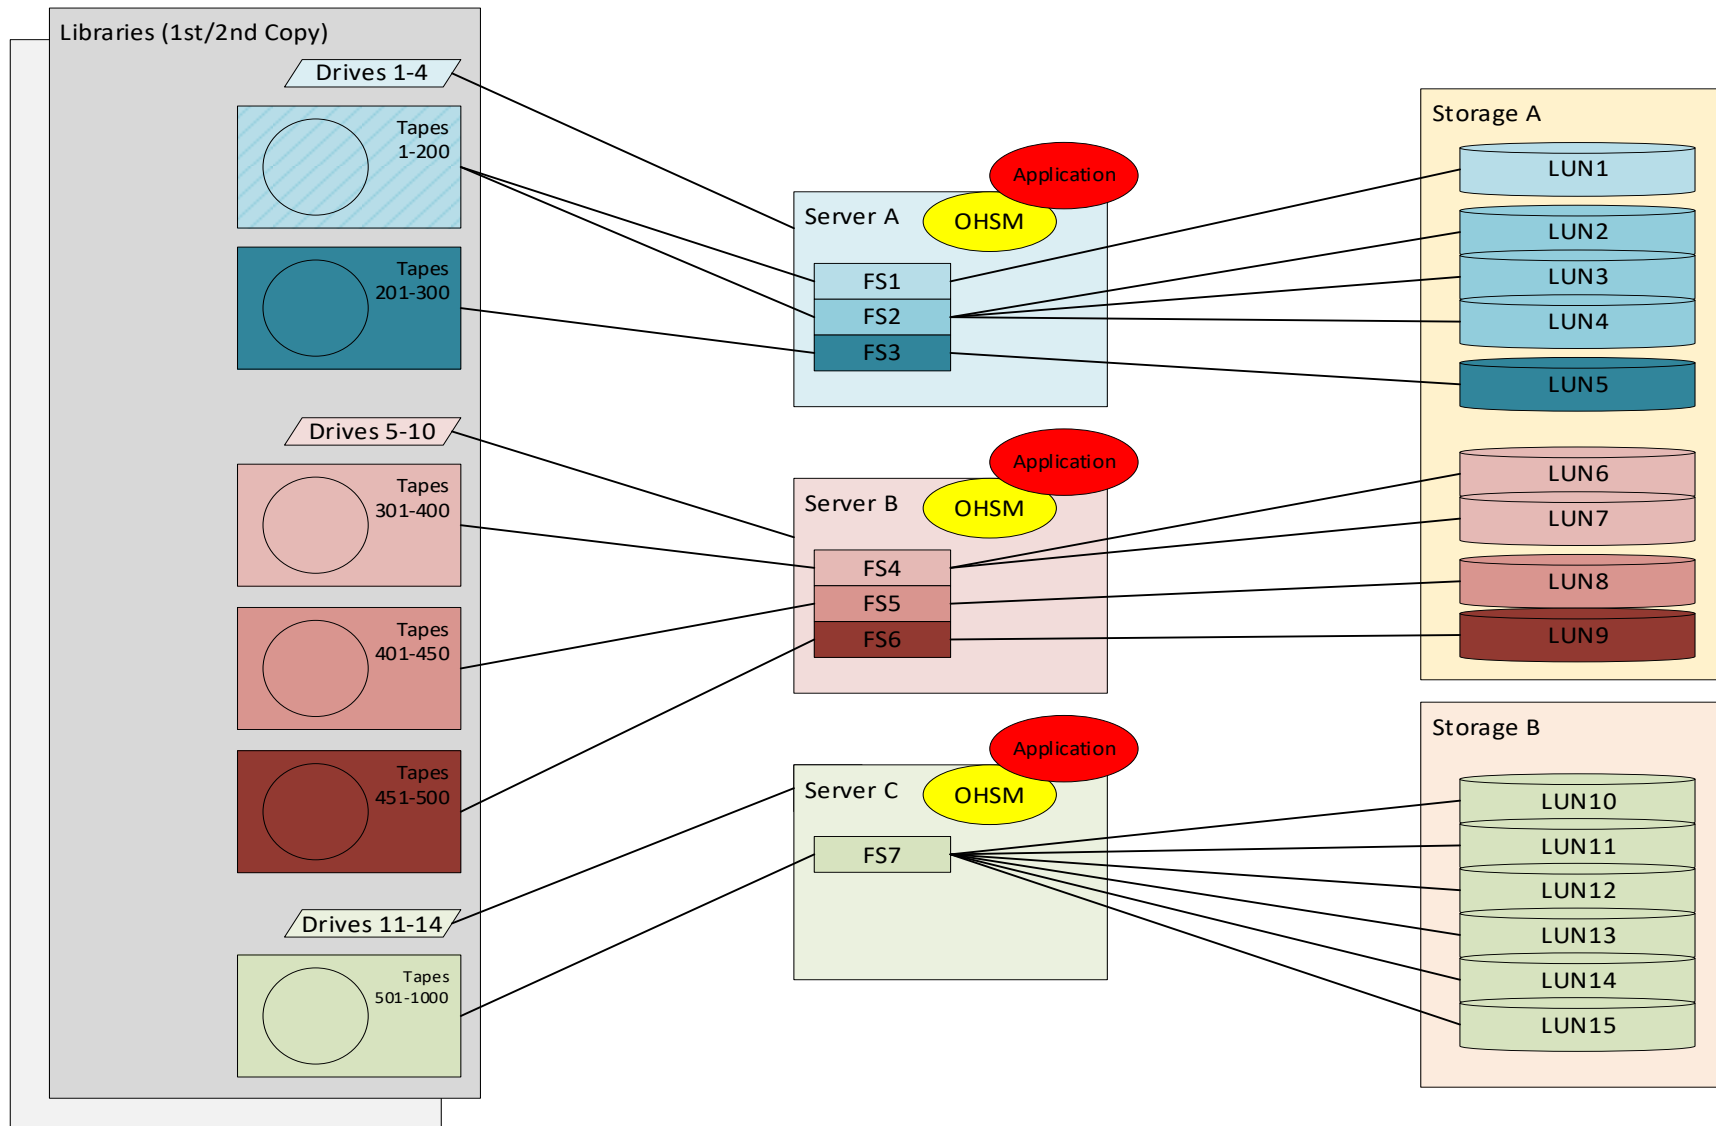 Libraries (1st/2nd Copy)
Drives 1-4
Tapes
1-200
Tapes
201-300
Drives 5-10
Tapes
301-400
Tapes
401-450
Tapes
451-500
Drives 11-14
Tapes
501-1000
Application
Server A
OHSM
FS1
FS2
FS3
Application
Server B
OHSM
FS4
FS5
FS6
Application
Server C
OHSM
FS7
Storage A
LUN1
LUN2
LUN3
LUN4
LUN5
LUN6
LUN7
LUN8
LUN9
Storage B
LUN10
LUN11
LUN12
LUN13
LUN14
LUN15